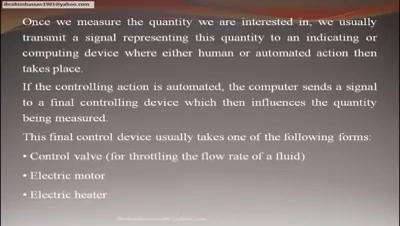 ibrahimhassan1981@yahoo.com
Once we measure the quantity we are interested in, we usually
transmit a signal representing this quantity to an indicating or
computing device where either human or automated action then
takes place.
If the controlling action is automated, the computer sends a signal
to a final controlling device which then influences the quantity
being measured.
This final control device usually takes one of the following forms:
• Control valve (for throttling the flow rate of a fluid)
• Electric motor
• Electric heater